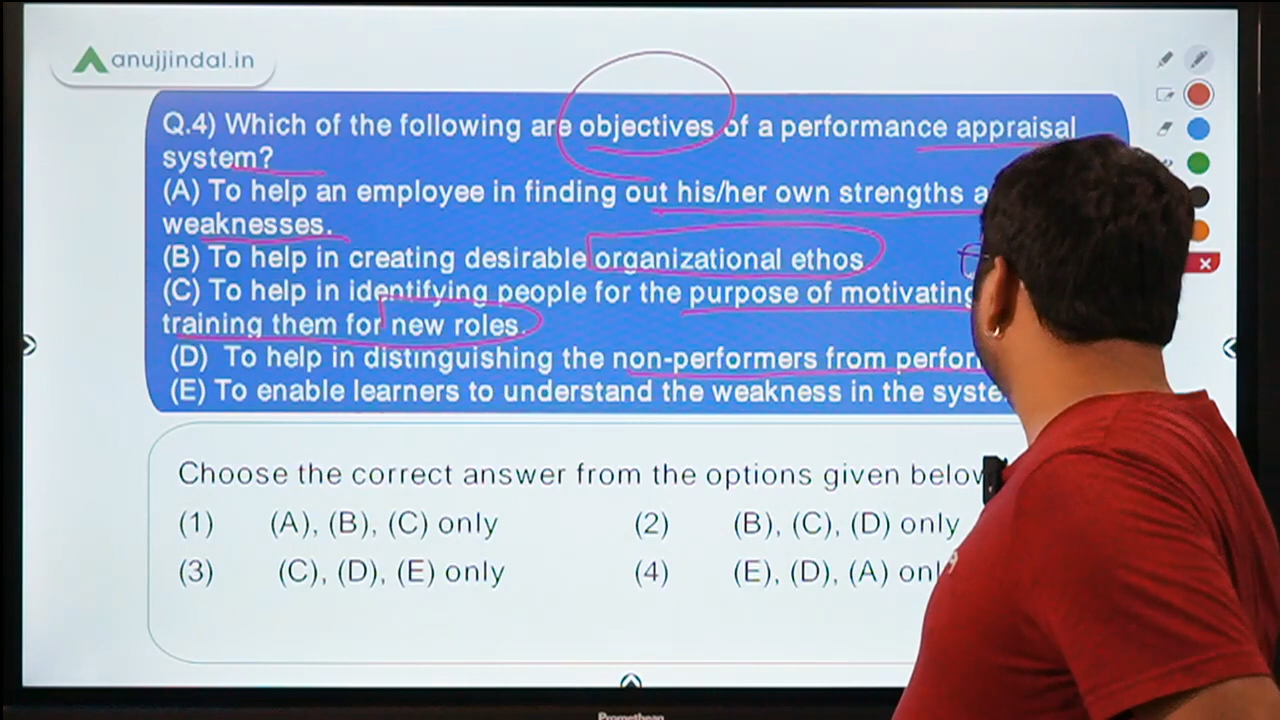 anujjindal.in
Q.4) Which of the following are objectives of a performance appraisal
system?
(A) To help an employee in finding out his/her own strengths
weaknesses.
(B) To help in creating desirable organizational ethos
(C) To help in identifying people for the purpose of motivating
training them for new roles.
(D) To help in distinguishing the non-performers from
(E) To enable learners to understand the weakness in the
Choose the correct answer from the options given
(1) (A), (B), (C) only (2) (B), (C), (D) only
(3) (C), (D), (E) only (4) (E), (D), (A)
Promethean